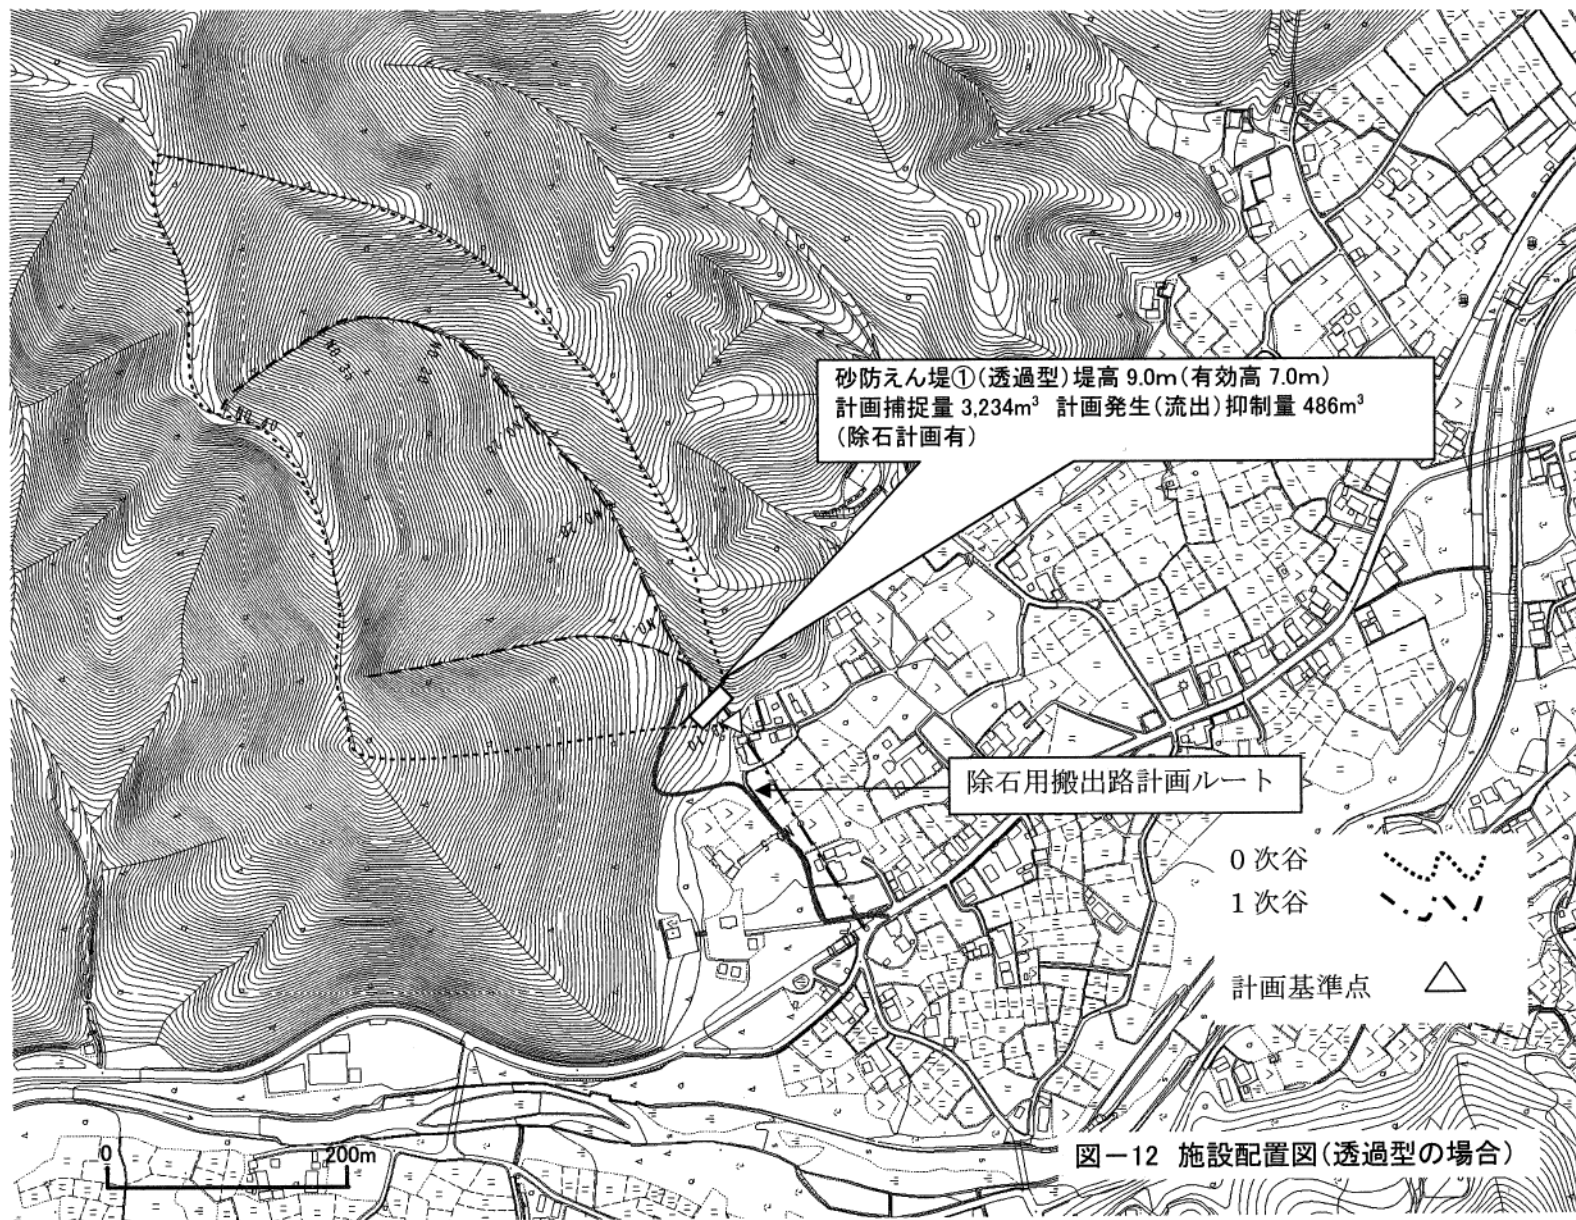 砂防えん堤①(透過型)堤高 9.0m(有効高 7.0m)
計画捕捉量 3,234m³ 計画発生(流出)抑制量 486m³
(除石計画有)
除石用搬出路計画ルート
0 次谷
1 次谷
計画基準点
0 200m
図－12 施設配置図(透過型の場合)